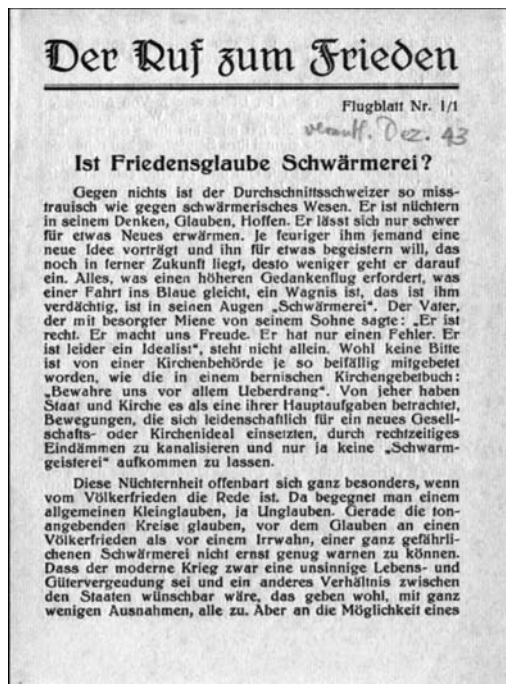 Der Ruf zum Frieden
Flugblatt Nr. 1/1
Dez. 43
Ist Friedensglaube Schwärmerei?
Gegen nichts ist der Durchschnittsschweizer so miss-
trauisch wie gegen schwärmerisches Wesen. Er ist nüchtern
in seinem Denken, Glauben, Hoffen. Er lässt sich nur schwer
für etwas Neues erwärmen. Je feuriger ihm jemand eine
neue Idee vorträgt und ihn für etwas begeistern will, das
noch in ferner Zukunft liegt, desto weniger geht er darauf
ein. Alles, was einen höheren Gedankenflug erfordert, was
einer Fahrt ins Blaue gleicht, ein Wagnis ist, das ist ihm
verdächtig, ist in seinen Augen „Schwärmerei". Der Vater,
der mit besorgter Miene von seinem Sohne sagte: „Er ist
recht. Er macht uns Freude. Er hat nur einen Fehler. Er
ist leider ein Idealist", steht nicht allein. Wohl keine Bitte
ist von einer Kirchenbehörde je so beifällig mitgebetet
worden, wie die in einem bernischen Kirchengebetbuch:
„Bewahre uns vor allem Ueberdrang". Von jeher haben
Staat und Kirche es als eine ihrer Hauptaufgaben betrachtet,
Bewegungen, die sich leidenschaftlich für ein neues Gesell-
schafts- oder Kirchenideal einsetzten, durch rechtzeitiges
Eindämmen zu kanalisieren und nur ja keine „Schwarm-
geisterei" aufkommen zu lassen.
Diese Nüchternheit offenbart sich ganz besonders, wenn
vom Völkerfrieden die Rede ist. Da begegnet man einem
allgemeinen Kleinglauben, ja Unglauben. Gerade die ton-
angebenden Kreise glauben, vor dem Glauben an einen
Völkerfrieden als vor einem Irrwahn, einer ganz gefährli-
chen Schwärmerei nicht ernst genug warnen zu können.
Dass der moderne Krieg zwar eine unsinnige Lebens- und
Gütervergeudung sei und ein anderes Verhältnis zwischen
den Staaten wünschbar wäre, das geben wohl, mit ganz
wenigen Ausnahmen, alle zu. Aber an die Möglichkeit eines